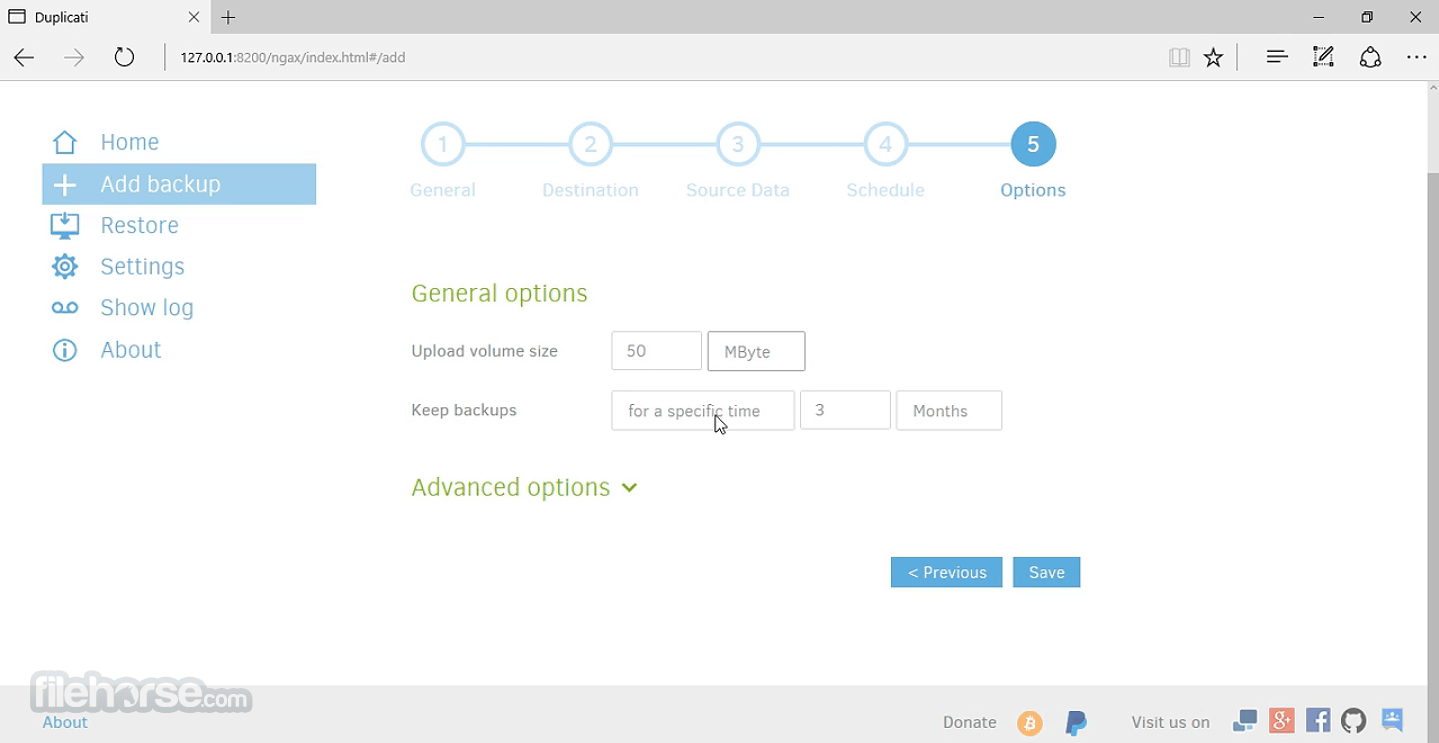 Duplicati
127.0.0.1:8200/ngax/index.html#/add
Home
Add backup
Restore
Settings
Show log
About
1 2 3 4 5
General Destination Source Data Schedule Options
General options
Upload volume size 50 MByte
Keep backups for a specific time 3 Months
Advanced options
< Previous Save
filehorse.com
About Donate Visit us on